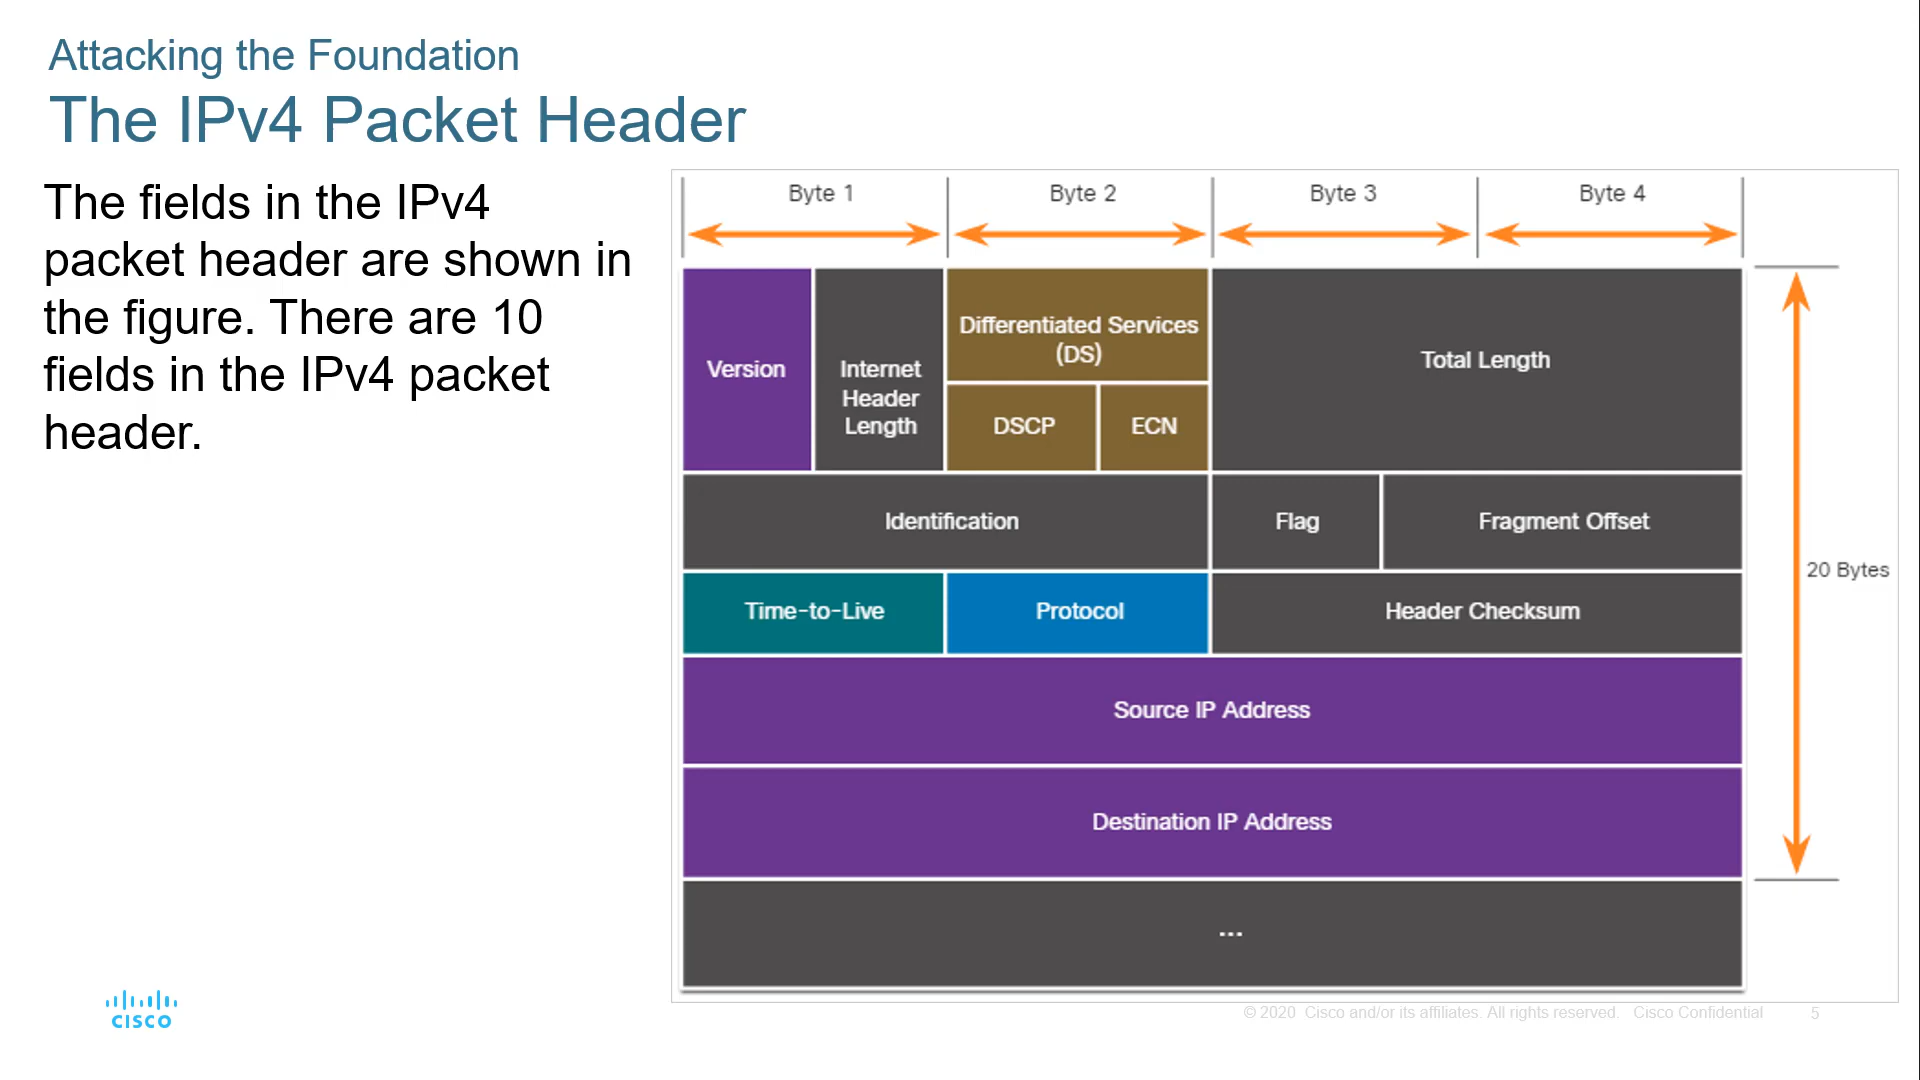 Attacking the Foundation
The IPv4 Packet Header
The fields in the IPv4
packet header are shown in
the figure. There are 10
fields in the IPv4 packet
header.
Byte 1
Byte 2
Byte 3
Byte 4
Version
Internet
Header
Length
Differentiated Services
(DS)
DSCP
ECN
Total Length
Identification
Flag
Fragment Offset
Time-to-Live
Protocol
Header Checksum
Source IP Address
Destination IP Address
...
20 Bytes
CISCO
© 2020 Cisco and/or its affiliates. All rights reserved. Cisco Confidential
5